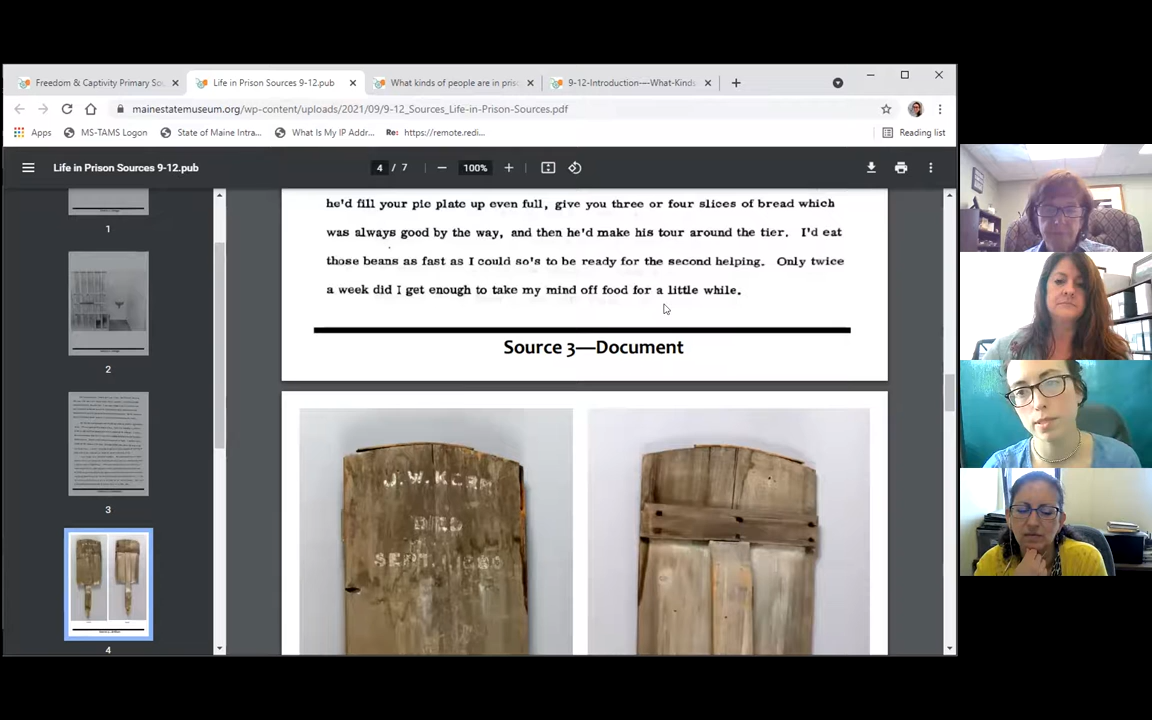 Freedom & Captivity Primary So
Life in Prison Sources 9-12.pub
What kinds of people are in pris
9-12-Introduction-—What-Kinds
mainestatemuseum.org/wp-content/uploads/2021/09/9-12_Sources_Life-in-Prison-Sources.pdf
Apps
MS-TAMS Logon
State of Maine Intra...
What Is My IP Addr...
Re: https://remote.redi...
Reading list
Life in Prison Sources 9-12.pub
4 / 7
100%
he'd fill your pie plate up even full, give you three or four slices of bread which
was always good by the way, and then he'd make his tour around the tier. I'd eat
those beans as fast as I could so's to be ready for the second helping. Only twice
a week did I get enough to take my mind off food for a little while.
Source 3—Document
J.W. KERR
DIED
SEPT.
1
2
3
4